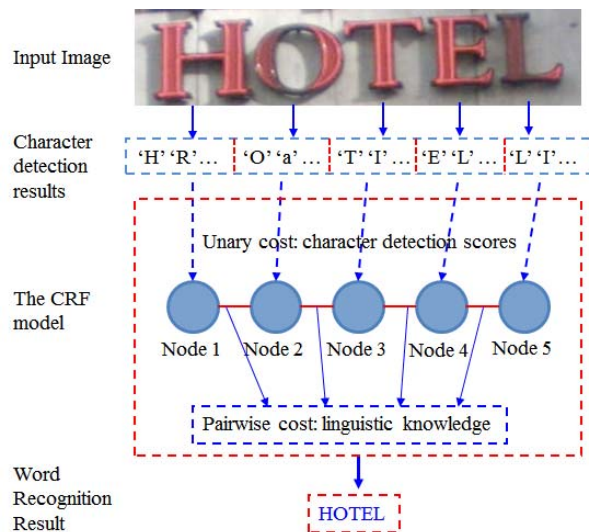 Input Image
HOTEL
Character
detection
results
‘H’ ‘R’… ‘O’ ‘a’… ‘T’ ‘I’… ‘E’ ‘L’… ‘L’ ‘I’…
Unary cost: character detection scores
The CRF
model
Node 1 Node 2 Node 3 Node 4 Node 5
Pairwise cost: linguistic knowledge
Word
Recognition
Result
HOTEL